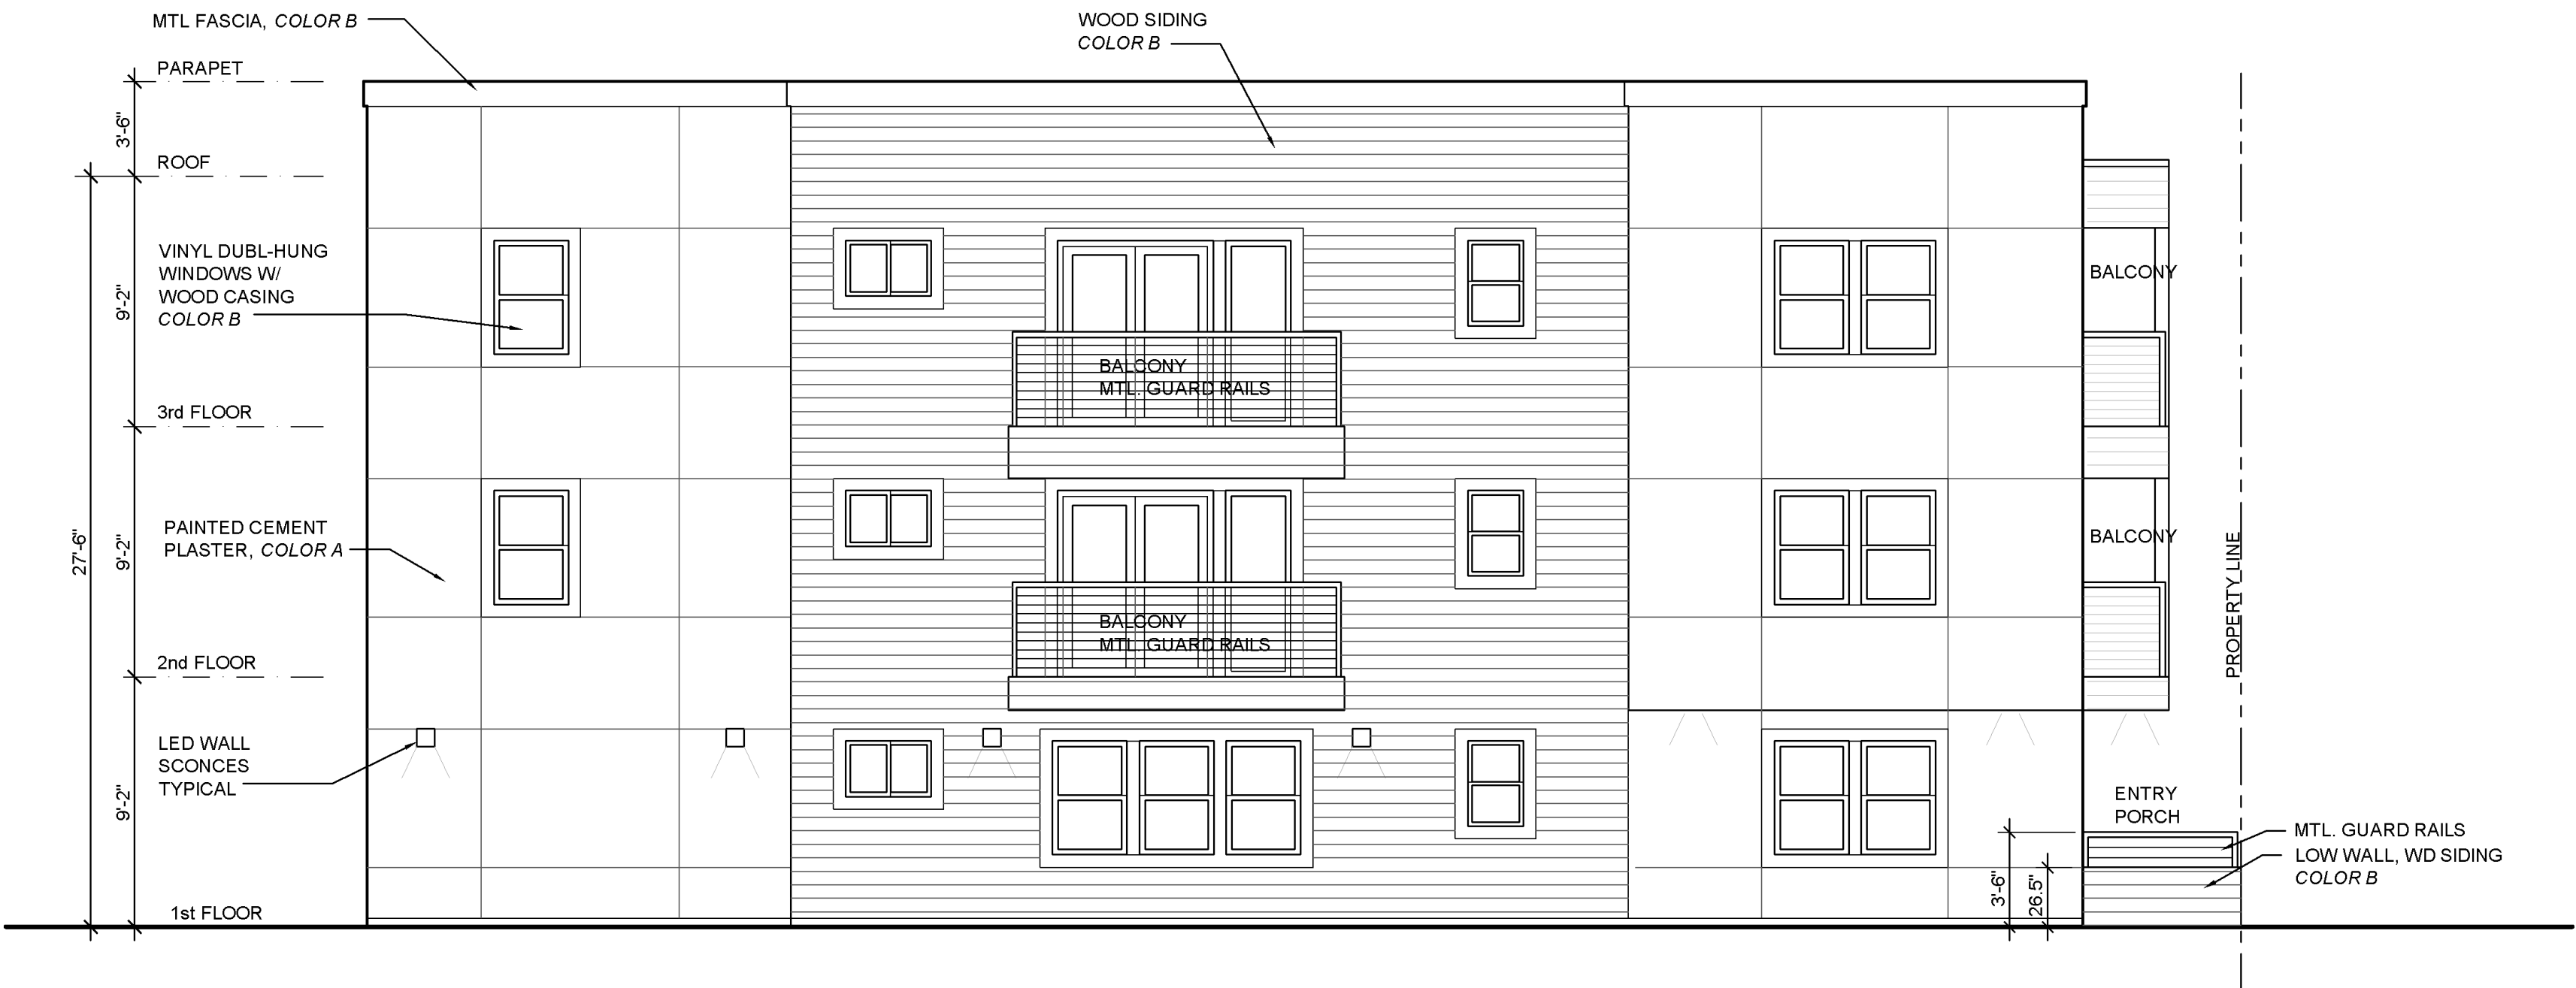 MTL FASCIA, COLOR B
WOOD SIDING
COLOR B
PARAPET
3'-6"
ROOF
VINYL DUBL-HUNG
WINDOWS W/
WOOD CASING
COLOR B
9'-2"
BALCONY
BALCONY
MTL. GUARD RAILS
3rd FLOOR
PAINTED CEMENT
PLASTER, COLOR A
27'-6"
9'-2"
BALCONY
PROPERTY LINE
BALCONY
MTL. GUARD RAILS
2nd FLOOR
LED WALL
SCONCES
TYPICAL
9'-2"
ENTRY
PORCH
MTL. GUARD RAILS
LOW WALL, WD SIDING
COLOR B
3'-6"
26.5"
1st FLOOR